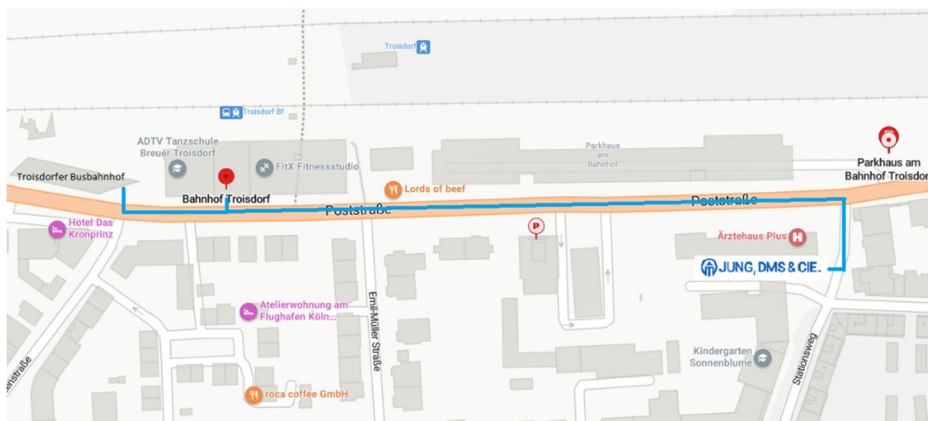 Troisdorf
Troisdorf Bf
ADTV Tanzschule
Breuer Troisdorf
FitX Fitnessstudio
Parkhaus
am
Bahnhof
Parkhaus am
Bahnhof Troisdor
Troisdorfer Busbahnhof
Bahnhof Troisdorf
Lords of beef
Poststraße
Poststraße
Hotel Das
Kronprinz
P
Ärztehaus Plus
H
JUNG, DMS & CIE.
Atelierwohnung am
Flughafen Köln...
Emil-Müller-Straße
Kindergarten
Sonnenblume
Stationsweg
enstraße
roca coffee GmbH